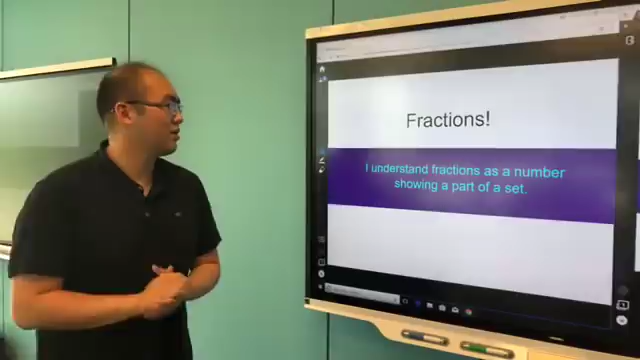 Fractions!
I understand fractions as a number
showing a part of a set.